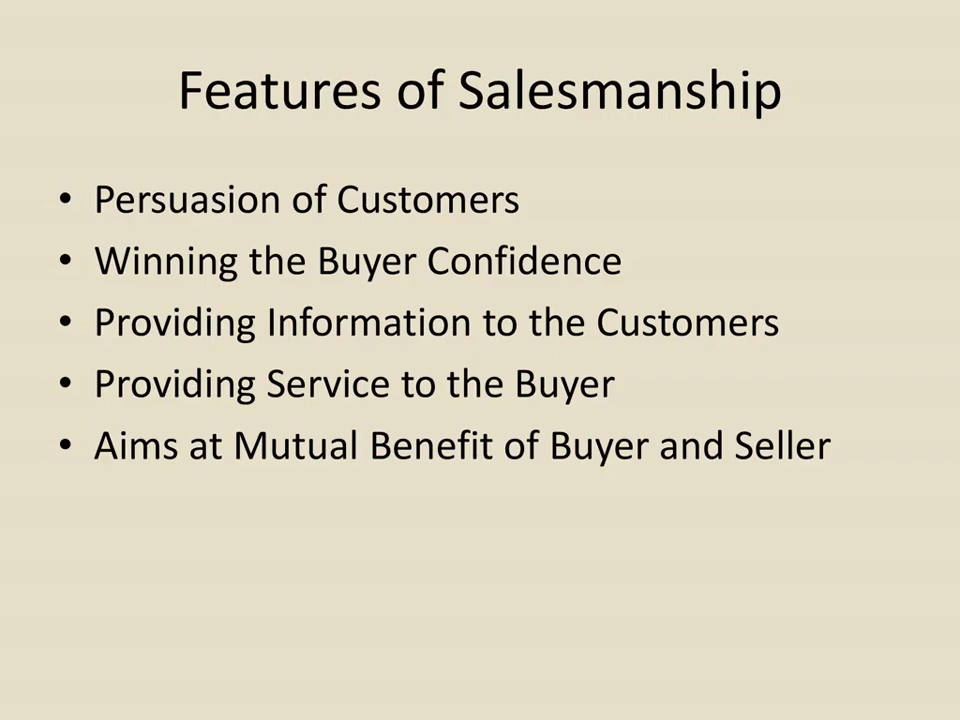 Features of Salesmanship
• Persuasion of Customers
• Winning the Buyer Confidence
• Providing Information to the Customers
• Providing Service to the Buyer
• Aims at Mutual Benefit of Buyer and Seller